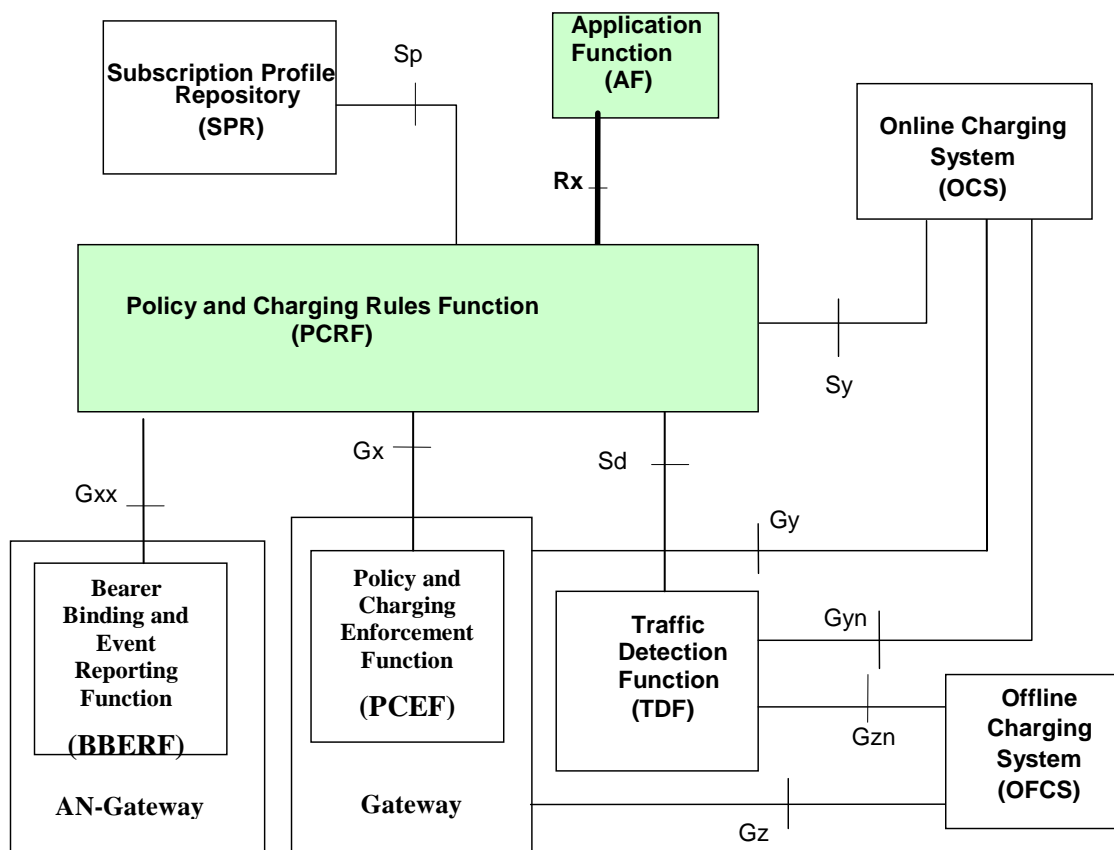 Application
Function
(AF)
Sp
Subscription Profile
Repository
(SPR)
Online Charging
System
(OCS)
Rx
Policy and Charging Rules Function
(PCRF)
Sy
Gx
Sd
Gxx
Gy
Bearer
Binding and
Event
Reporting
Function
(BBERF)
AN-Gateway
Policy and
Charging
Enforcement
Function
(PCEF)
Gateway
Traffic
Detection
Function
(TDF)
Gyn
Gzn
Offline
Charging
System
(OFCS)
Gz